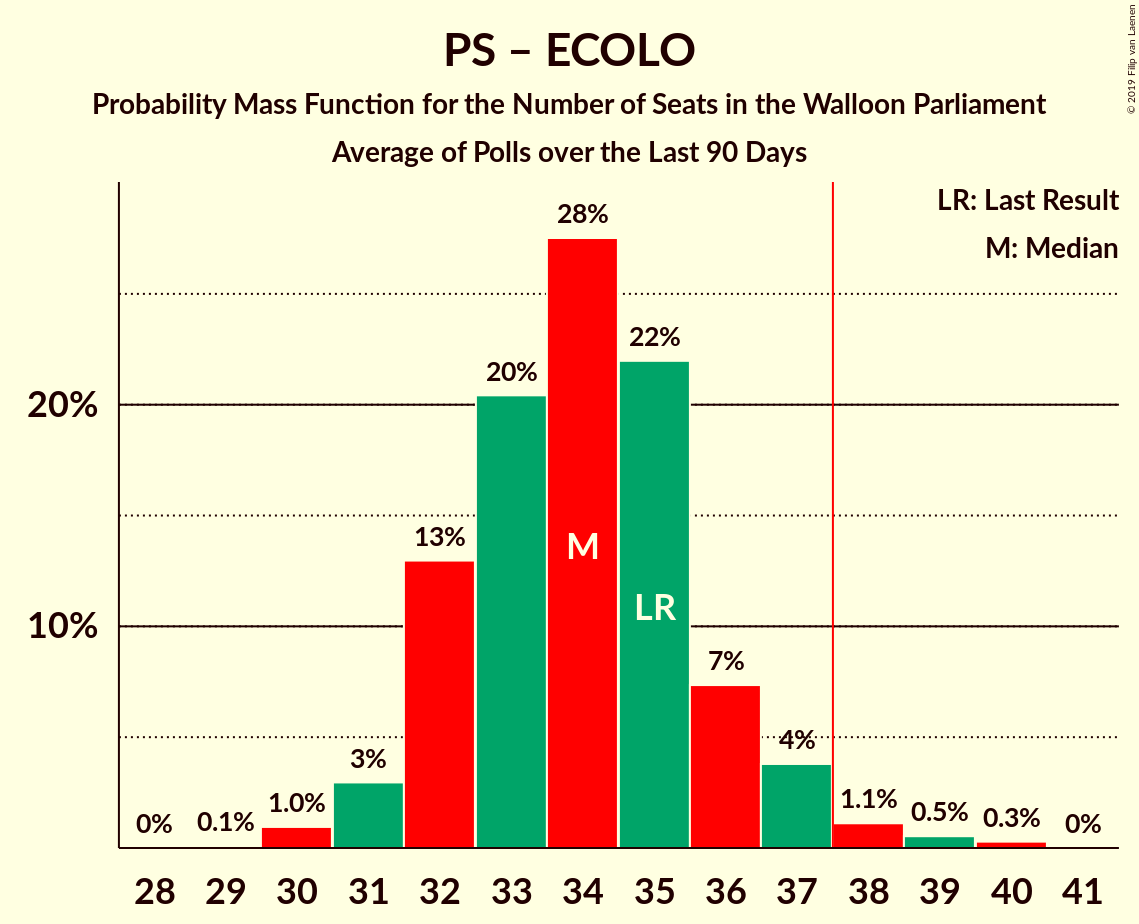 PS – ECOLO
Probability Mass Function for the Number of Seats in the Walloon Parliament
Average of Polls over the Last 90 Days
© 2019 Filip van Laenen
LR: Last Result
M: Median
28%
22%
20%
20%
13%
M
LR
10%
7%
4%
3%
1.0%
1.1%
0.5%
0.3%
0%
0.1%
0%
28 29 30 31 32 33 34 35 36 37 38 39 40 41